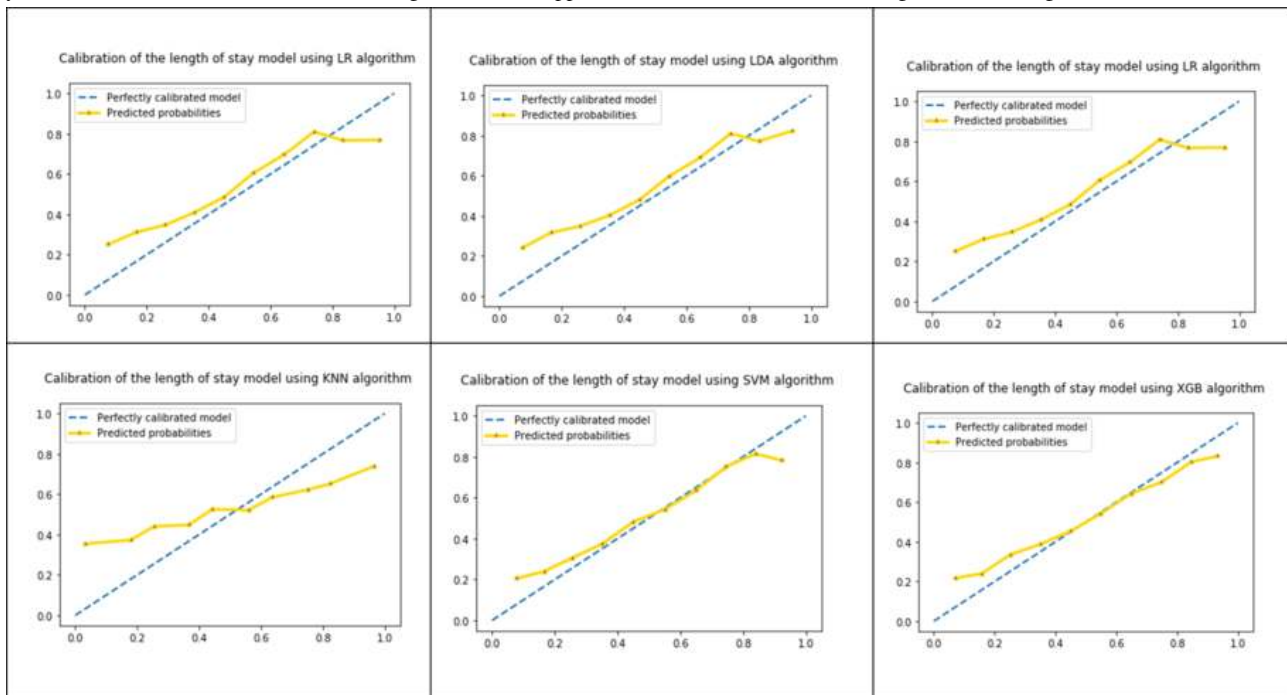 Calibration of the length of stay model using LR algorithm
Perfectly calibrated model
Predicted probabilities
1.0
0.8
0.6
0.4
0.2
0.0
0.0 0.2 0.4 0.6 0.8 1.0
Calibration of the length of stay model using LDA algorithm
Perfectly calibrated model
Predicted probabilities
1.0
0.8
0.6
0.4
0.2
0.0
0.0 0.2 0.4 0.6 0.8 1.0
Calibration of the length of stay model using LR algorithm
Perfectly calibrated model
Predicted probabilities
1.0
0.8
0.6
0.4
0.2
0.0
0.0 0.2 0.4 0.6 0.8 1.0
Calibration of the length of stay model using KNN algorithm
Perfectly calibrated model
Predicted probabilities
1.0
0.8
0.6
0.4
0.2
0.0
0.0 0.2 0.4 0.6 0.8 1.0
Calibration of the length of stay model using SVM algorithm
Perfectly calibrated model
Predicted probabilities
1.0
0.8
0.6
0.4
0.2
0.0
0.0 0.2 0.4 0.6 0.8 1.0
Calibration of the length of stay model using XGB algorithm
Perfectly calibrated model
Predicted probabilities
1.0
0.8
0.6
0.4
0.2
0.0
0.0 0.2 0.4 0.6 0.8 1.0